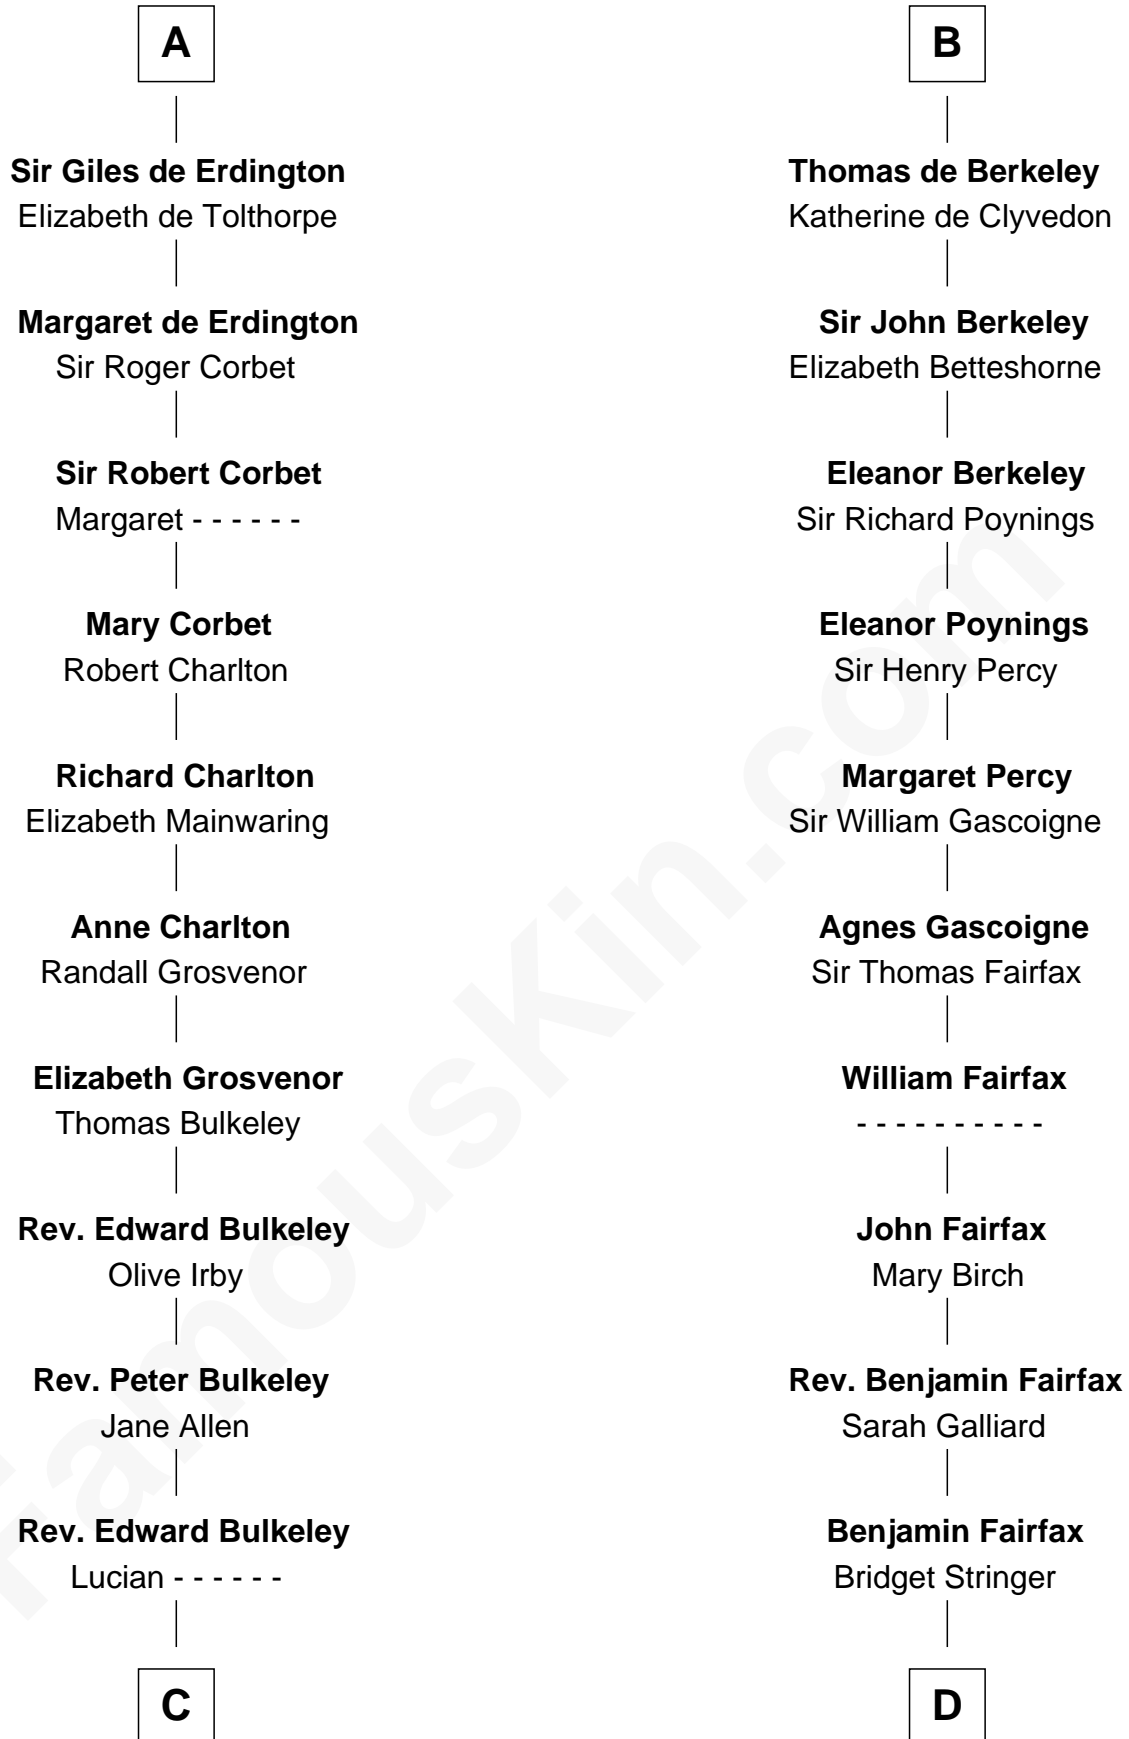 A
Sir Giles de Erdington
Elizabeth de Tolthorpe
Margaret de Erdington
Sir Roger Corbet
Sir Robert Corbet
Margaret - - - - - -
Mary Corbet
Robert Charlton
Richard Charlton
Elizabeth Mainwaring
Anne Charlton
Randall Grosvenor
Elizabeth Grosvenor
Thomas Bulkeley
Rev. Edward Bulkeley
Olive Irby
Rev. Peter Bulkeley
Jane Allen
Rev. Edward Bulkeley
Lucian - - - - - -
C
B
Thomas de Berkeley
Katherine de Clyvedon
Sir John Berkeley
Elizabeth Betteshorne
Eleanor Berkeley
Sir Richard Poynings
Eleanor Poynings
Sir Henry Percy
Margaret Percy
Sir William Gascoigne
Agnes Gascoigne
Sir Thomas Fairfax
William Fairfax
- - - - - - - - - -
John Fairfax
Mary Birch
Rev. Benjamin Fairfax
Sarah Galliard
Benjamin Fairfax
Bridget Stringer
D
FamousKin.com